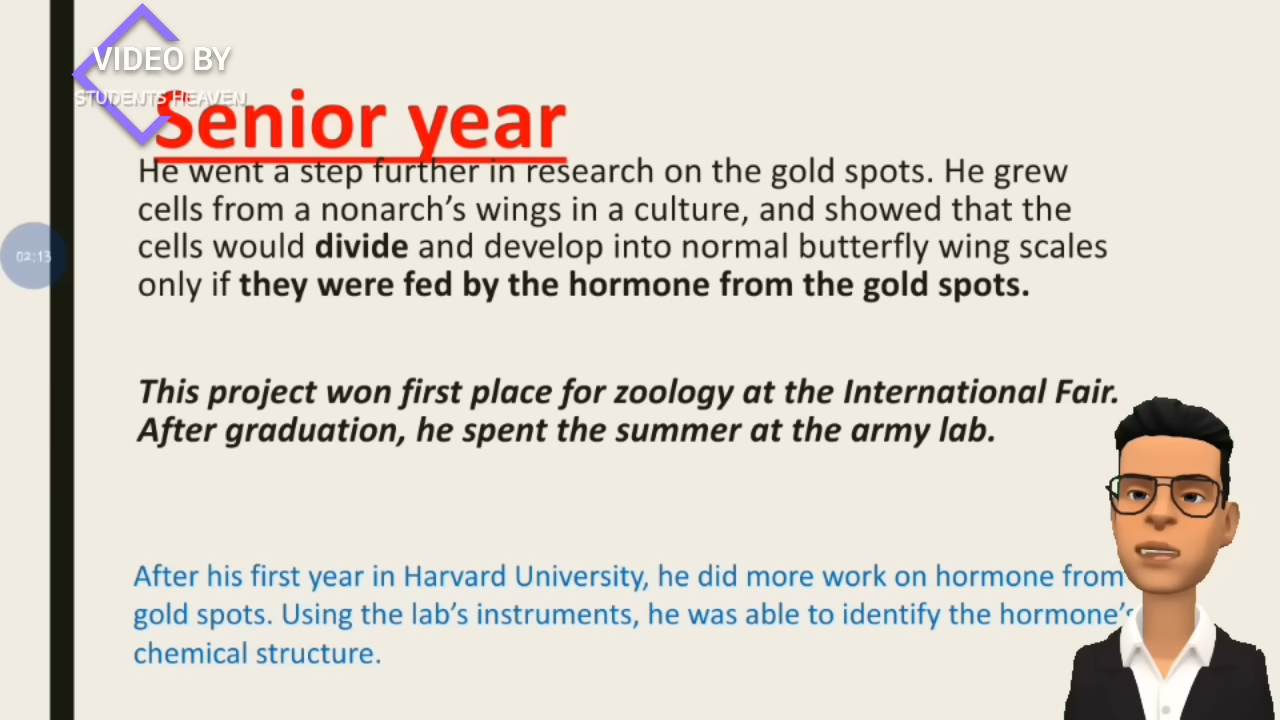 VIDEO BY
STUDENTS HEAVEN
Senior year
He went a step further in research on the gold spots. He grew
cells from a nonarch’s wings in a culture, and showed that the
cells would divide and develop into normal butterfly wing scales
only if they were fed by the hormone from the gold spots.
02:13
This project won first place for zoology at the International Fair.
After graduation, he spent the summer at the army lab.
After his first year in Harvard University, he did more work on hormone from
gold spots. Using the lab’s instruments, he was able to identify the hormone’s
chemical structure.